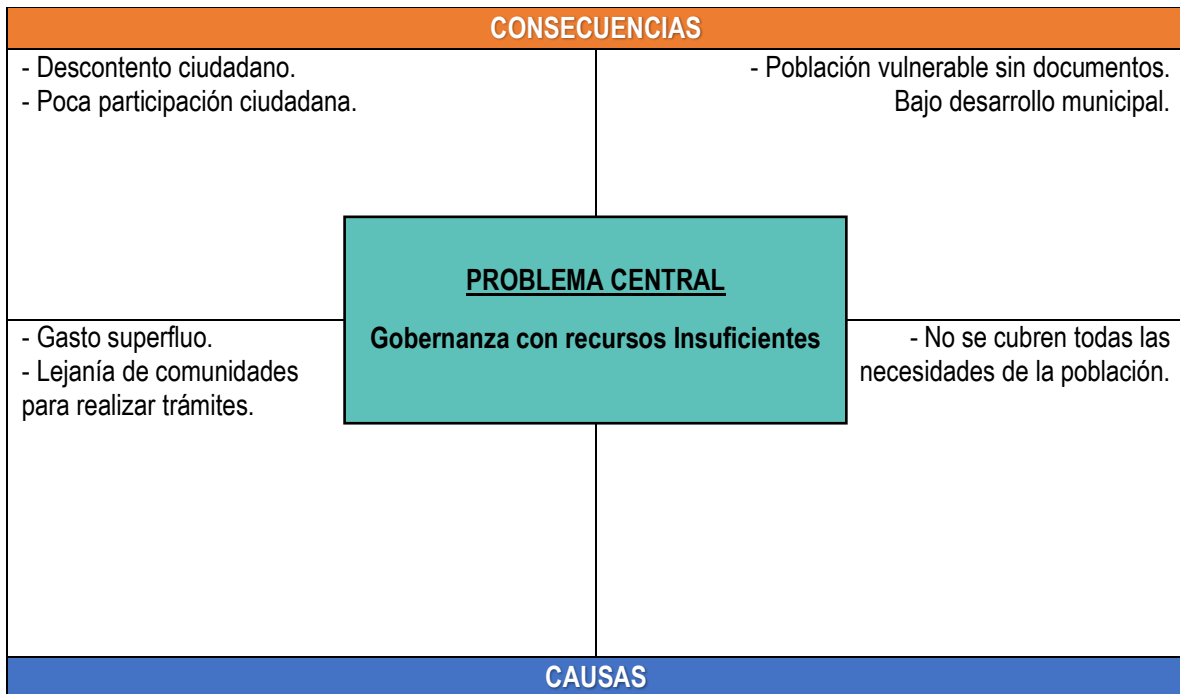 CONSECUENCIAS
- Descontento ciudadano.
- Poca participación ciudadana.
- Población vulnerable sin documentos.
Bajo desarrollo municipal.
PROBLEMA CENTRAL
Gobernanza con recursos Insuficientes
- Gasto superfluo.
- Lejanía de comunidades
para realizar trámites.
- No se cubren todas las
necesidades de la población.
CAUSAS